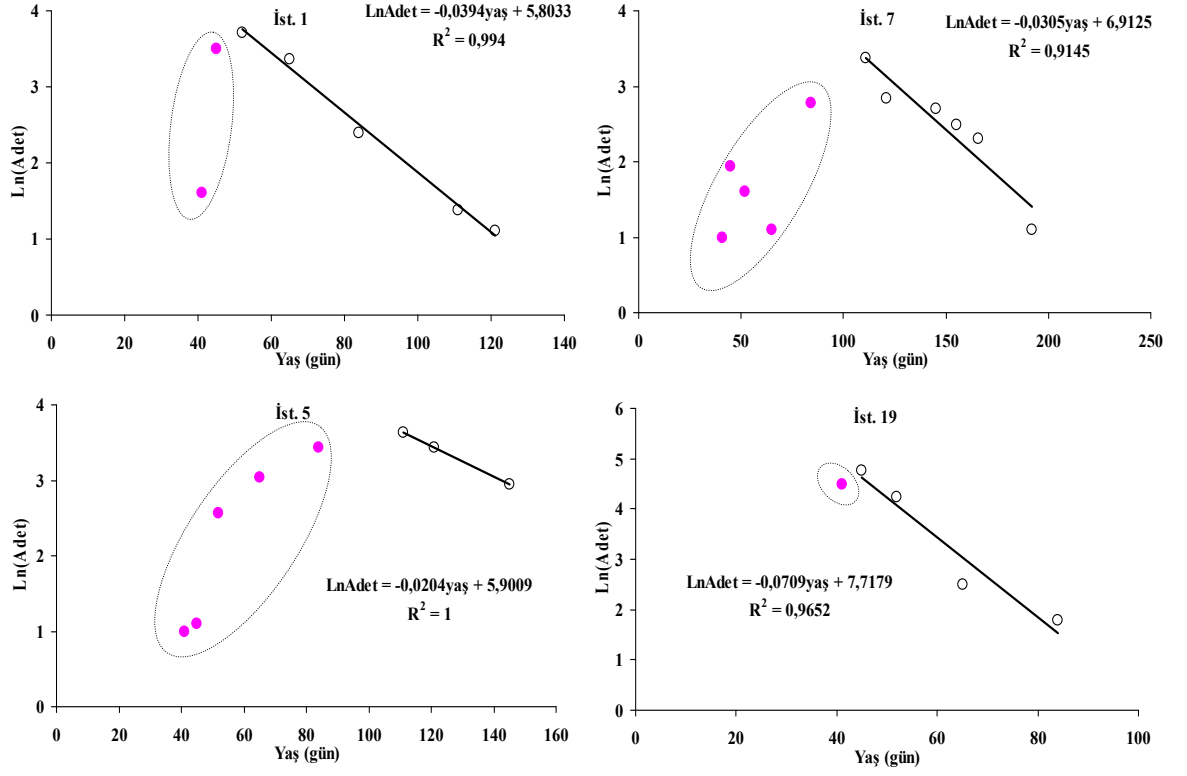 İst. 1
LnAdet = -0,0394yaş + 5,8033
R² = 0,994
Ln(Adet)
4
3
2
1
0
0 20 40 60 80 100 120 140
Yaş (gün)
İst. 7
LnAdet = -0,0305yaş + 6,9125
R² = 0,9145
Ln(Adet)
4
3
2
1
0
0 50 100 150 200 250
Yaş (gün)
İst. 5
LnAdet = -0,0204yaş + 5,9009
R² = 1
Ln(Adet)
4
3
2
1
0
0 20 40 60 80 100 120 140 160
Yaş (gün)
İst. 19
LnAdet = -0,0709yaş + 7,7179
R² = 0,9652
Ln(Adet)
6
5
4
3
2
1
0
0 20 40 60 80 100
Yaş (gün)